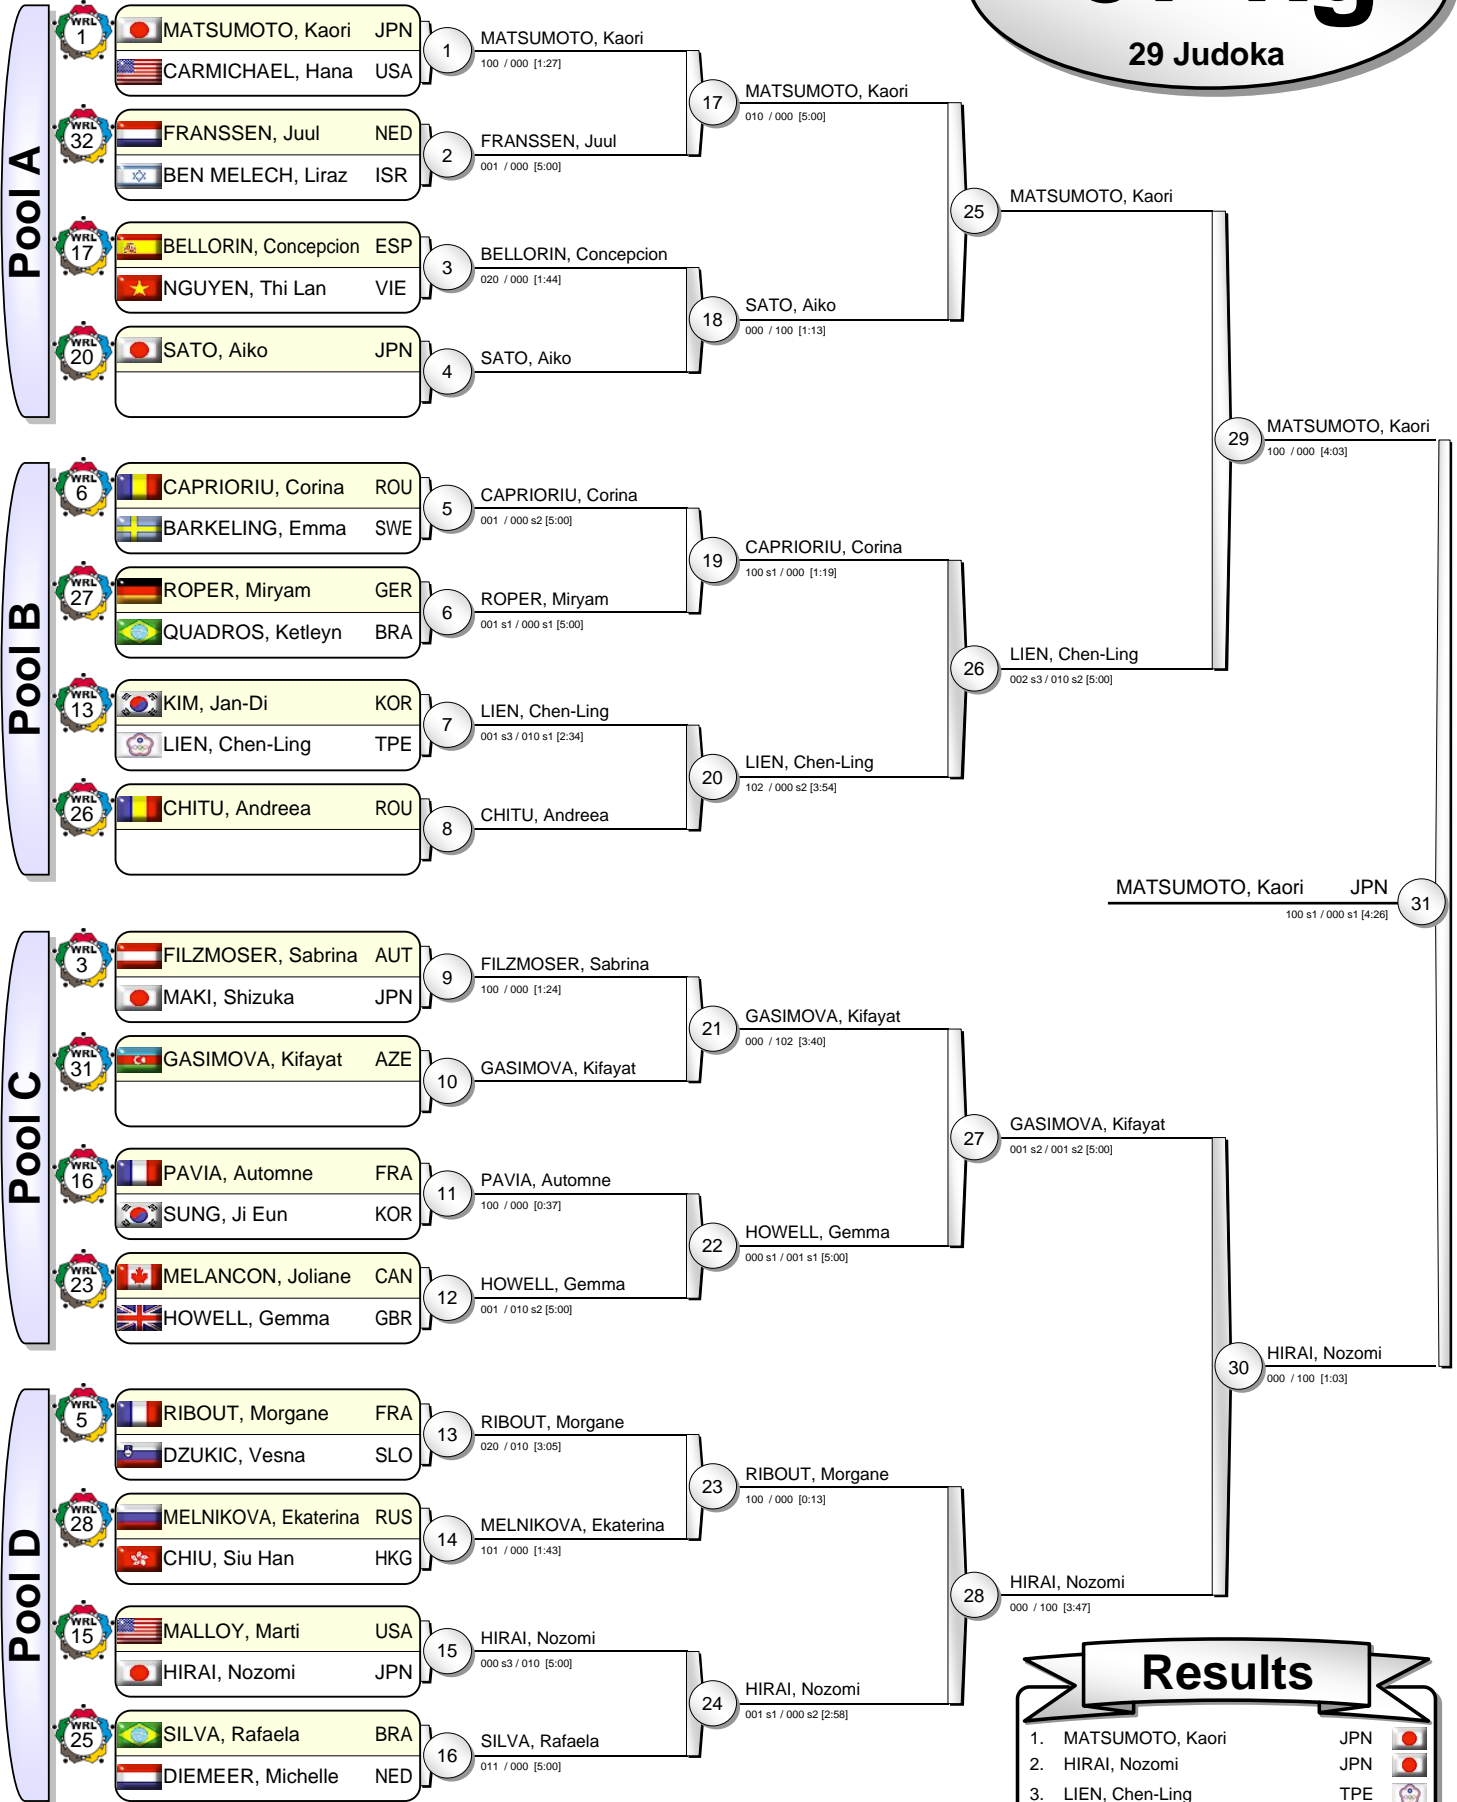 29 Judoka
Pool A
WRL 1
MATSUMOTO, Kaori JPN
CARMICHAEL, Hana USA
WRL 32
FRANSSEN, Juul NED
BEN MELECH, Liraz ISR
WRL 17
BELLORIN, Concepcion ESP
NGUYEN, Thi Lan VIE
WRL 20
SATO, Aiko JPN
1
MATSUMOTO, Kaori
100 / 000 [1:27]
2
FRANSSEN, Juul
001 / 000 [5:00]
3
BELLORIN, Concepcion
020 / 000 [1:44]
4
SATO, Aiko
17
MATSUMOTO, Kaori
010 / 000 [5:00]
18
SATO, Aiko
000 / 100 [1:13]
25
MATSUMOTO, Kaori
Pool B
WRL 6
CAPRIORIU, Corina ROU
BARKELING, Emma SWE
WRL 27
ROPER, Miryam GER
QUADROS, Ketleyn BRA
WRL 13
KIM, Jan-Di KOR
LIEN, Chen-Ling TPE
WRL 26
CHITU, Andreea ROU
5
CAPRIORIU, Corina
001 / 000 s2 [5:00]
6
ROPER, Miryam
001 s1 / 000 s1 [5:00]
7
LIEN, Chen-Ling
001 s3 / 010 s1 [2:34]
8
CHITU, Andreea
19
CAPRIORIU, Corina
100 s1 / 000 [1:19]
20
LIEN, Chen-Ling
102 / 000 s2 [3:54]
26
LIEN, Chen-Ling
002 s3 / 010 s2 [5:00]
29
MATSUMOTO, Kaori
100 / 000 [4:03]
MATSUMOTO, Kaori JPN
100 s1 / 000 s1 [4:26]
31
Pool C
WRL 3
FILZMOSER, Sabrina AUT
MAKI, Shizuka JPN
WRL 31
GASIMOVA, Kifayat AZE
WRL 16
PAVIA, Automne FRA
SUNG, Ji Eun KOR
WRL 23
MELANCON, Joliane CAN
HOWELL, Gemma GBR
9
FILZMOSER, Sabrina
100 / 000 [1:24]
10
GASIMOVA, Kifayat
11
PAVIA, Automne
100 / 000 [0:37]
12
HOWELL, Gemma
001 / 010 s2 [5:00]
21
GASIMOVA, Kifayat
000 / 102 [3:40]
22
HOWELL, Gemma
000 s1 / 001 s1 [5:00]
27
GASIMOVA, Kifayat
001 s2 / 001 s2 [5:00]
Pool D
WRL 5
RIBOUT, Morgane FRA
DZUKIC, Vesna SLO
WRL 28
MELNIKOVA, Ekaterina RUS
CHIU, Siu Han HKG
WRL 15
MALLOY, Marti USA
HIRAI, Nozomi JPN
WRL 25
SILVA, Rafaela BRA
DIEMEER, Michelle NED
13
RIBOUT, Morgane
020 / 010 [3:05]
14
MELNIKOVA, Ekaterina
101 / 000 [1:43]
15
HIRAI, Nozomi
000 s3 / 010 [5:00]
16
SILVA, Rafaela
011 / 000 [5:00]
23
RIBOUT, Morgane
100 / 000 [0:13]
24
HIRAI, Nozomi
001 s1 / 000 s2 [2:58]
28
HIRAI, Nozomi
000 / 100 [3:47]
30
HIRAI, Nozomi
000 / 100 [1:03]
Results
1. MATSUMOTO, Kaori JPN
2. HIRAI, Nozomi JPN
3. LIEN, Chen-Ling TPE